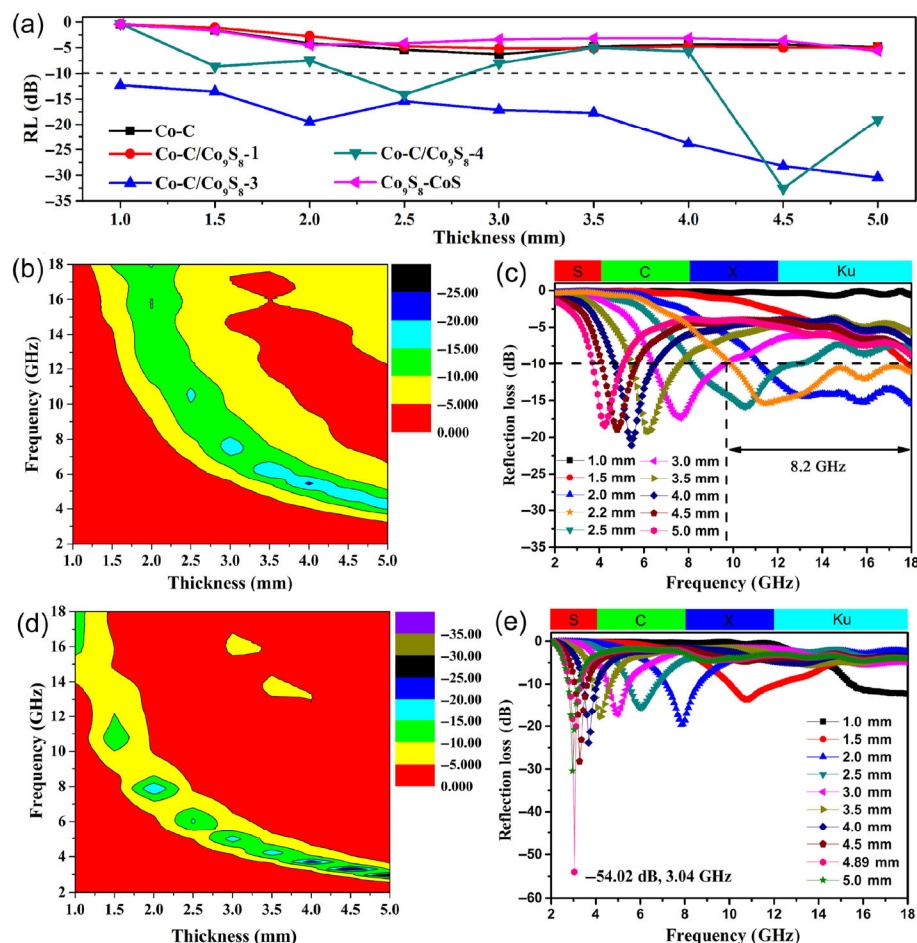 (a)
0
−5
−10
−15
−20
−25
−30
−35
RL (dB)
Co-C
Co-C/Co₉S₈-1
Co-C/Co₉S₈-3
Co-C/Co₉S₈-4
Co₉S₈-CoS
1.0 1.5 2.0 2.5 3.0 3.5 4.0 4.5 5.0
Thickness (mm)
(b)
18
16
14
12
10
8
6
4
2
Frequency (GHz)
1.0 1.5 2.0 2.5 3.0 3.5 4.0 4.5 5.0
Thickness (mm)
−25.00
−20.00
−15.00
−10.00
−5.000
0.000
(c)
S C X Ku
0
−5
−10
−15
−20
−25
−30
−35
Reflection loss (dB)
8.2 GHz
1.0 mm
1.5 mm
2.0 mm
2.2 mm
2.5 mm
3.0 mm
3.5 mm
4.0 mm
4.5 mm
5.0 mm
2 4 6 8 10 12 14 16 18
Frequency (GHz)
(d)
18
16
14
12
10
8
6
4
2
Frequency (GHz)
1.0 1.5 2.0 2.5 3.0 3.5 4.0 4.5 5.0
Thickness (mm)
−35.00
−30.00
−25.00
−20.00
−15.00
−10.00
−5.000
0.000
(e)
S C X Ku
0
−10
−20
−30
−40
−50
−60
Reflection loss (dB)
1.0 mm
1.5 mm
2.0 mm
2.5 mm
3.0 mm
3.5 mm
4.0 mm
4.5 mm
4.89 mm
5.0 mm
−54.02 dB, 3.04 GHz
2 4 6 8 10 12 14 16 18
Frequency (GHz)